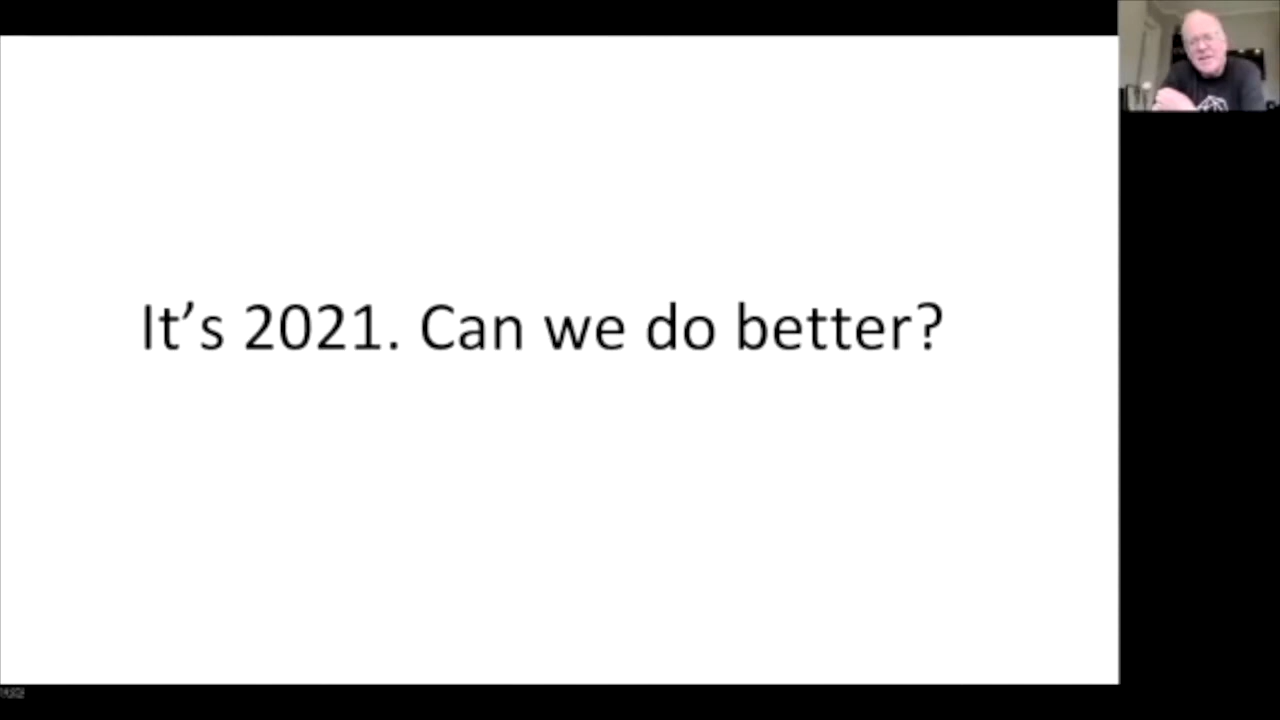 It’s 2021. Can we do better?